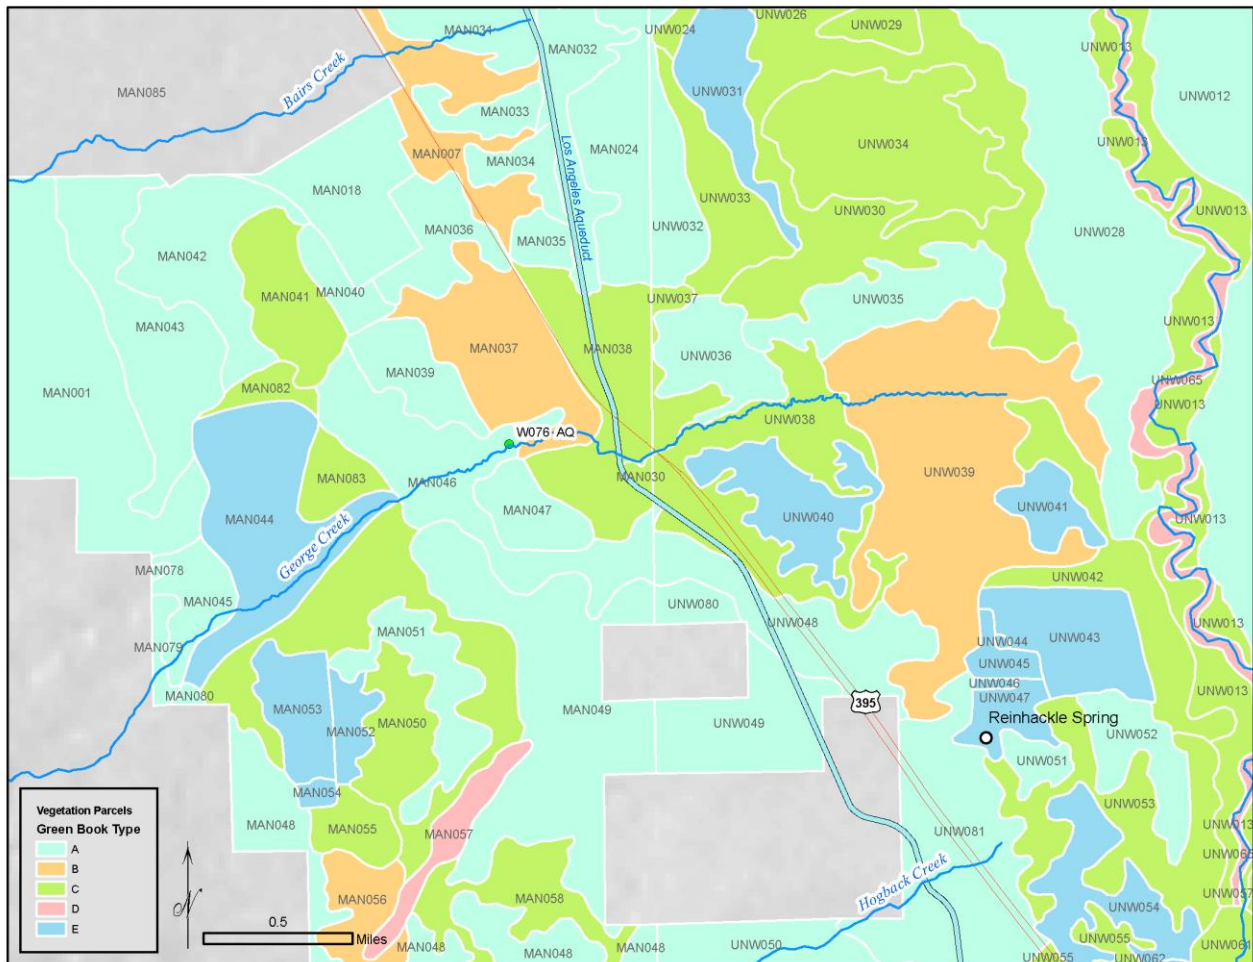 MAN031
UNW024
UNW026
UNW029
MAN032
UNW013
MAN085
Bairs Creek
UNW031
UNW012
MAN033
MAN007
MAN034
MAN024
UNW034
Los Angeles Aqueduct
MAN018
UNW033
UNW030
UNW013
MAN036
MAN035
UNW032
UNW028
MAN042
MAN040
MAN041
UNW037
UNW035
MAN043
UNW013
MAN037
MAN038
UNW036
MAN039
MAN001
MAN082
UNW065
UNW013
W076 AQ
UNW038
MAN083
MAN046
MAN030
UNW039
MAN047
MAN044
UNW040
UNW041
UNW013
George Creek
MAN078
UNW042
MAN045
UNW080
UNW048
UNW013
MAN051
UNW044
UNW043
MAN079
UNW045
UNW046
MAN080
UNW047
UNW013
395
MAN053
MAN049
MAN050
Reinhackle Spring
MAN052
UNW049
UNW052
UNW051
MAN054
UNW053
MAN048
MAN055
MAN057
UNW081
UNW013
Vegetation Parcels
Green Book Type
A
B
C
D
E
N
0.5
Miles
Hogback Creek
UNW065
MAN056
MAN058
UNW057
UNW054
MAN048
MAN048
MAN048
UNW050
UNW055
UNW055
UNW062
UNW061